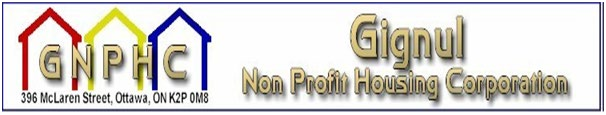 GNPHC
396 McLaren Street, Ottawa, ON K2P 0M8
Gignul
Non Profit Housing Corporation